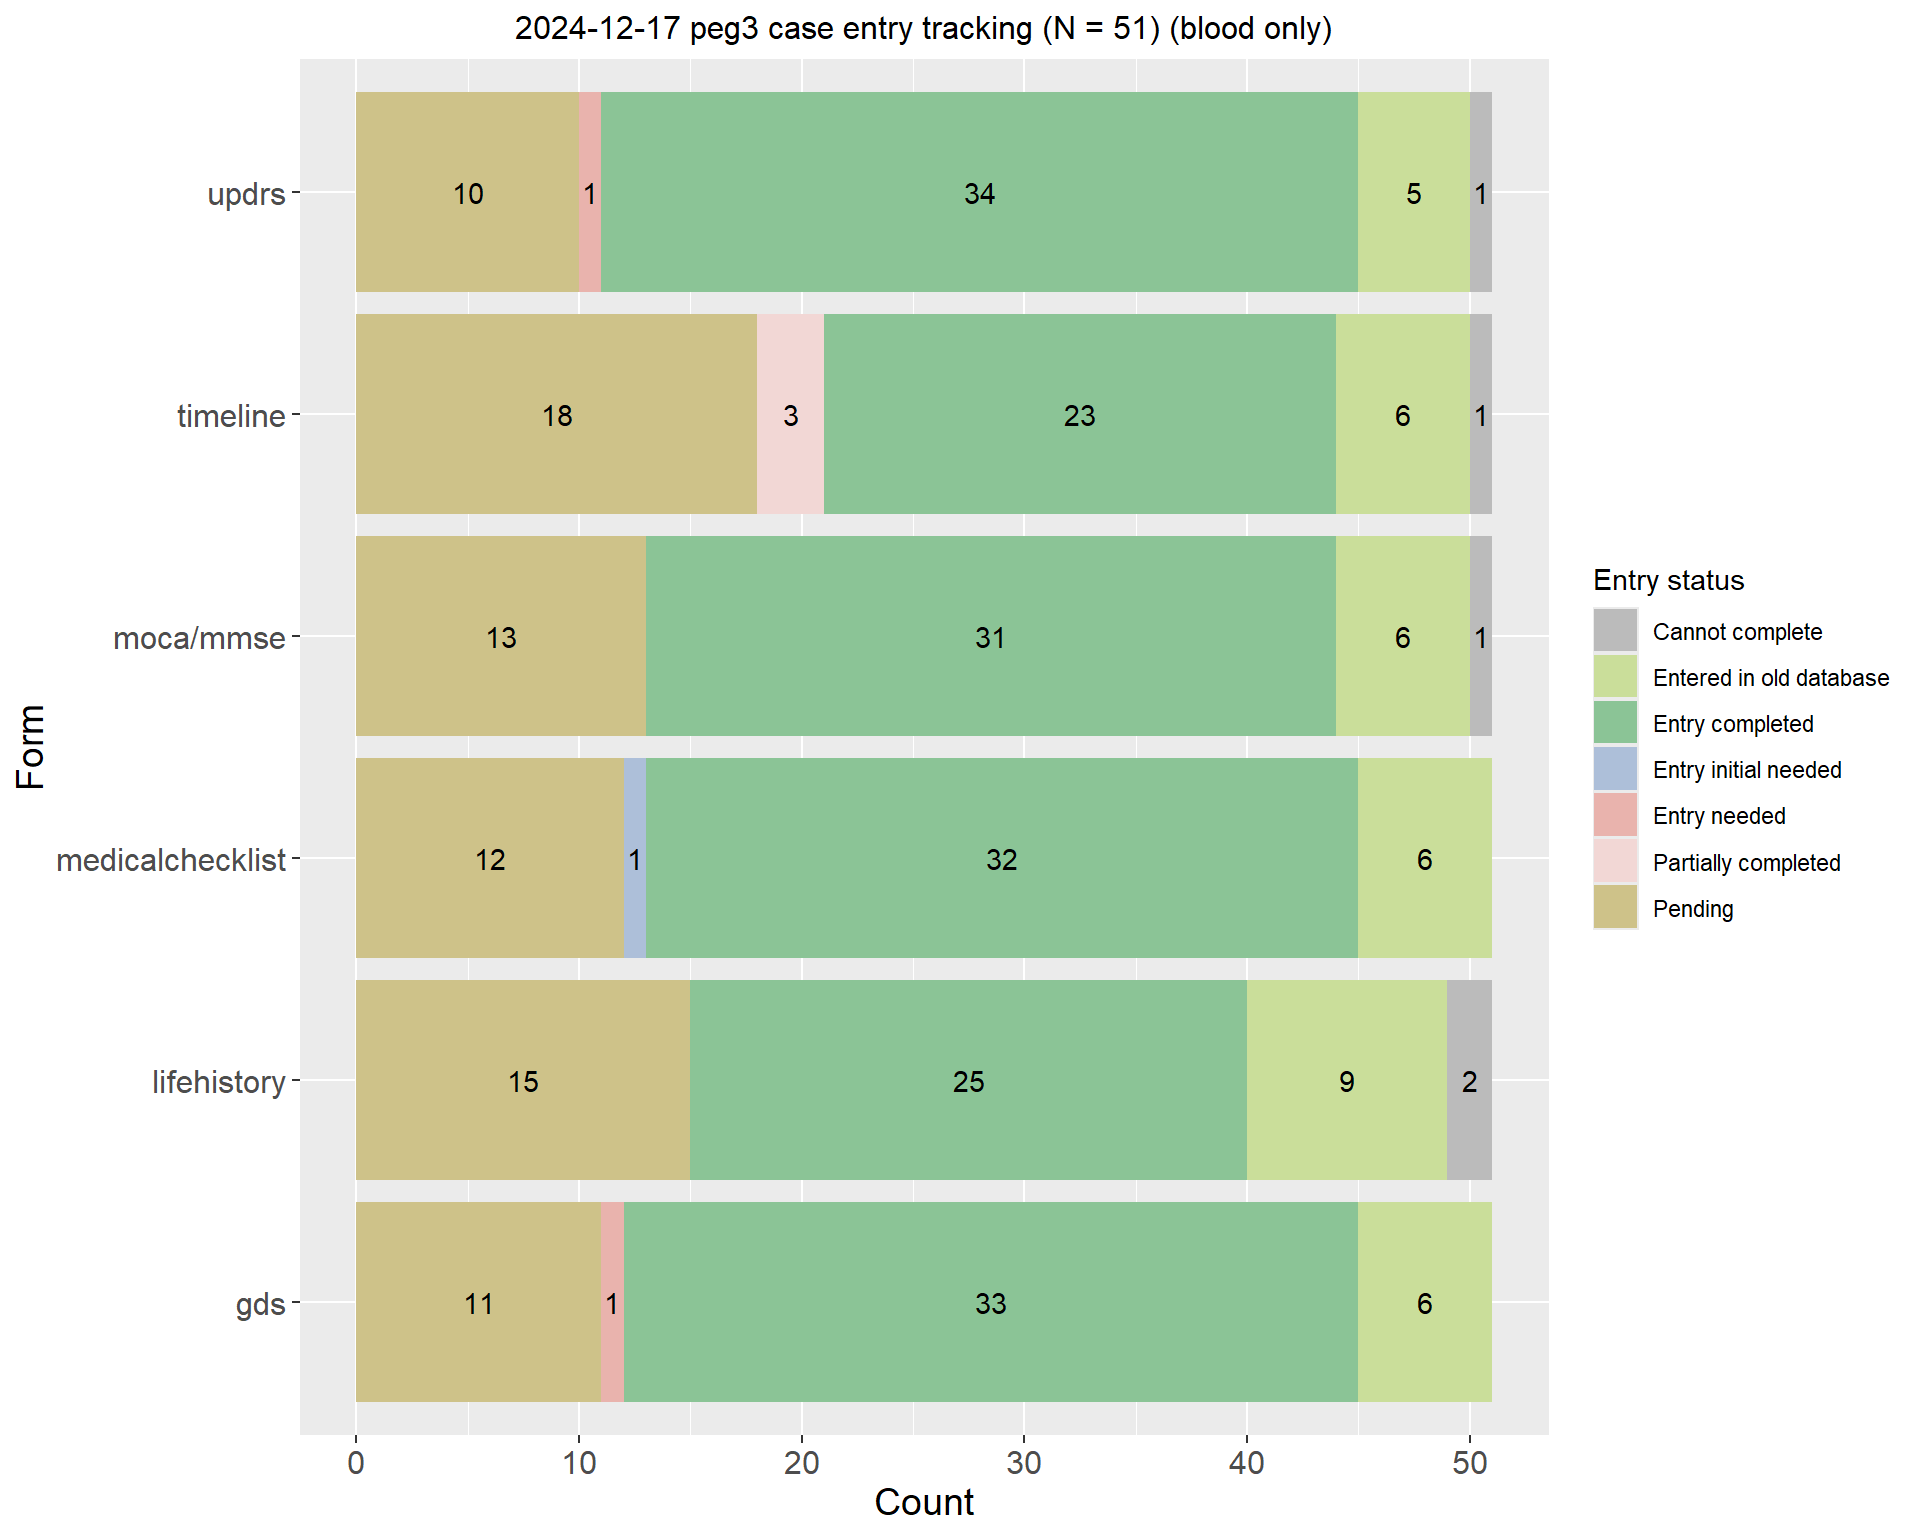 2024-12-17 peg3 case entry tracking (N = 51) (blood only)
Form
updrs
10
1
34
5
1
timeline
18
3
23
6
1
moca/mmse
13
31
6
1
medicalchecklist
12
1
32
6
lifehistory
15
25
9
2
gds
11
1
33
6
0
10
20
30
40
50
Count
Entry status
Cannot complete
Entered in old database
Entry completed
Entry initial needed
Entry needed
Partially completed
Pending